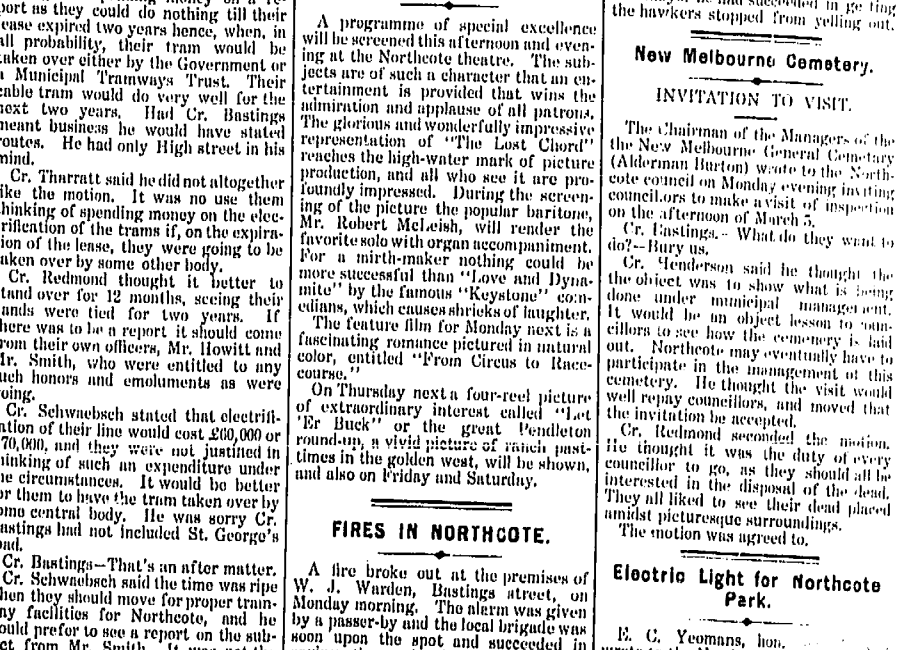 port as they could do nothing till their
lease expired two years hence, when, in
all probability, their tram would be
taken over either by the Government or
a Municipal Tramways Trust. Their
cable tram would do very well for the
next two years. Had Cr. Bastings
meant business he would have stated
routes. He had only High street in his
mind.
Cr. Tharratt said he did not altogether
like the motion. It was no use them
thinking of spending money on the elec-
trification of the trams if, on the expira-
tion of the lease, they were going to be
taken over by some other body.
Cr. Redmond thought it better to
stand over for 12 months, seeing their
hands were tied for two years. If
there was to be a report it should come
from their own officers, Mr. Howitt and
Mr. Smith, who were entitled to any
such honors and emoluments as were
going.
Cr. Schwaebsch stated that electrifi-
cation of their line would cost £60,000 or
70,000, and they were not justified in
thinking of such an expenditure under
the circumstances. It would be better
for them to have the tram taken over by
some central body. He was sorry Cr.
Bastings had not included St. George's
road.
Cr. Bastings—That's an after matter.
Cr. Schwaebsch said the time was ripe
when they should move for proper tram-
way facilities for Northcote, and he
would prefer to see a report on the sub-
ject from Mr. Smith. It was not the
A programme of special excellence
will be screened this afternoon and even-
ing at the Northcote theatre. The sub-
jects are of such a character that an en-
tertainment is provided that wins the
admiration and applause of all patrons.
The glorious and wonderfully impressive
representation of "The Lost Chord"
reaches the high-water mark of picture
production, and all who see it are pro-
foundly impressed. During the screen-
ing of the picture the popular baritone,
Mr. Robert McLeish, will render the
favorite solo with organ accompaniment.
For a mirth-maker nothing could be
more successful than "Love and Dyna-
mite" by the famous "Keystone" com-
edians, which causes shrieks of laughter.
The feature film for Monday next is a
fascinating romance pictured in natural
color, entitled "From Circus to Race-
course."
On Thursday next a four-reel picture
of extraordinary interest called "Let
'Er Buck" or the great Pendleton
round-up, a vivid picture of ranch past-
times in the golden west, will be shown,
and also on Friday and Saturday.
FIRES IN NORTHCOTE.
A fire broke out at the premises of
W. J. Warden, Bastings street, on
Monday morning. The alarm was given
by a passer-by and the local brigade was
soon upon the spot and succeeded in
had succeeded in getting
the hawkers stopped from yelling out.
New Melbourne Cemetery.
INVITATION TO VISIT.
The Chairman of the Managers of the
the New Melbourne General Cemetary
(Alderman Burton) wrote to the North-
cote council on Monday evening inviting
councillors to make a visit of inspection
on the afternoon of March 5.
Cr. Bastings.—What do they want to
do?—Bury us.
Cr. Henderson said he thought the
the object was to show what is being
done under municipal management.
It would be an object lesson to coun-
cillors to see how the cemenery is laid
out. Northcote may eventually have to
participate in the management of this
cemetery. He thought the visit would
well repay councillors, and moved that
the invitation be accepted.
Cr. Redmond seconded the motion.
He thought it was the duty of every
councillor to go, as they should all be
interested in the disposal of the dead.
They all liked to see their dead placed
amidst picturesque surroundings.
The motion was agreed to.
Electric Light for Northcote
Park.
E. C. Yeomans, hon.